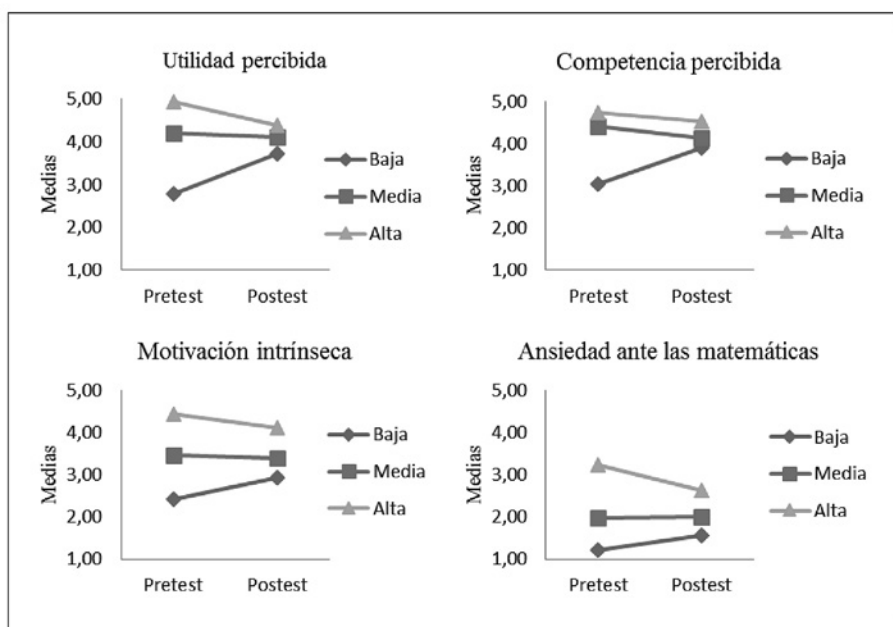 Utilidad percibida
5,00
4,00
3,00
2,00
1,00
Medias
Pretest
Postest
Baja
Media
Alta
Competencia percibida
5,00
4,00
3,00
2,00
1,00
Medias
Pretest
Postest
Baja
Media
Alta
Motivación intrínseca
5,00
4,00
3,00
2,00
1,00
Medias
Pretest
Postest
Baja
Media
Alta
Ansiedad ante las matemáticas
5,00
4,00
3,00
2,00
1,00
Medias
Pretest
Postest
Baja
Media
Alta